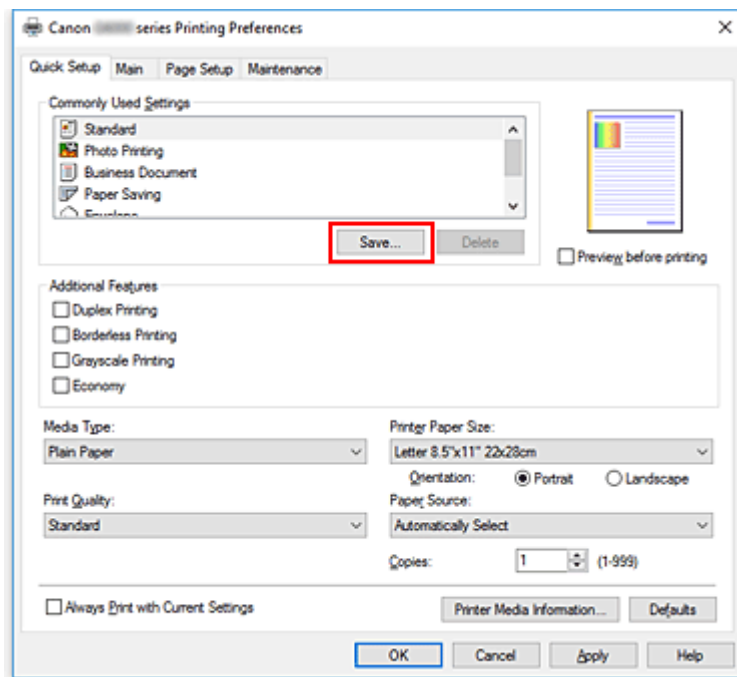 Canon series Printing Preferences
Quick Setup Main Page Setup Maintenance
Commonly Used Settings
Standard
Photo Printing
Business Document
Paper Saving
Envelope
Save... Delete
Preview before printing
Additional Features
Duplex Printing
Borderless Printing
Grayscale Printing
Economy
Media Type: Printer Paper Size:
Plain Paper Letter 8.5"x11" 22x28cm
Orientation: Portrait Landscape
Print Quality: Paper Source:
Standard Automatically Select
Copies: 1 (1-999)
Always Print with Current Settings Printer Media Information... Defaults
OK Cancel Apply Help